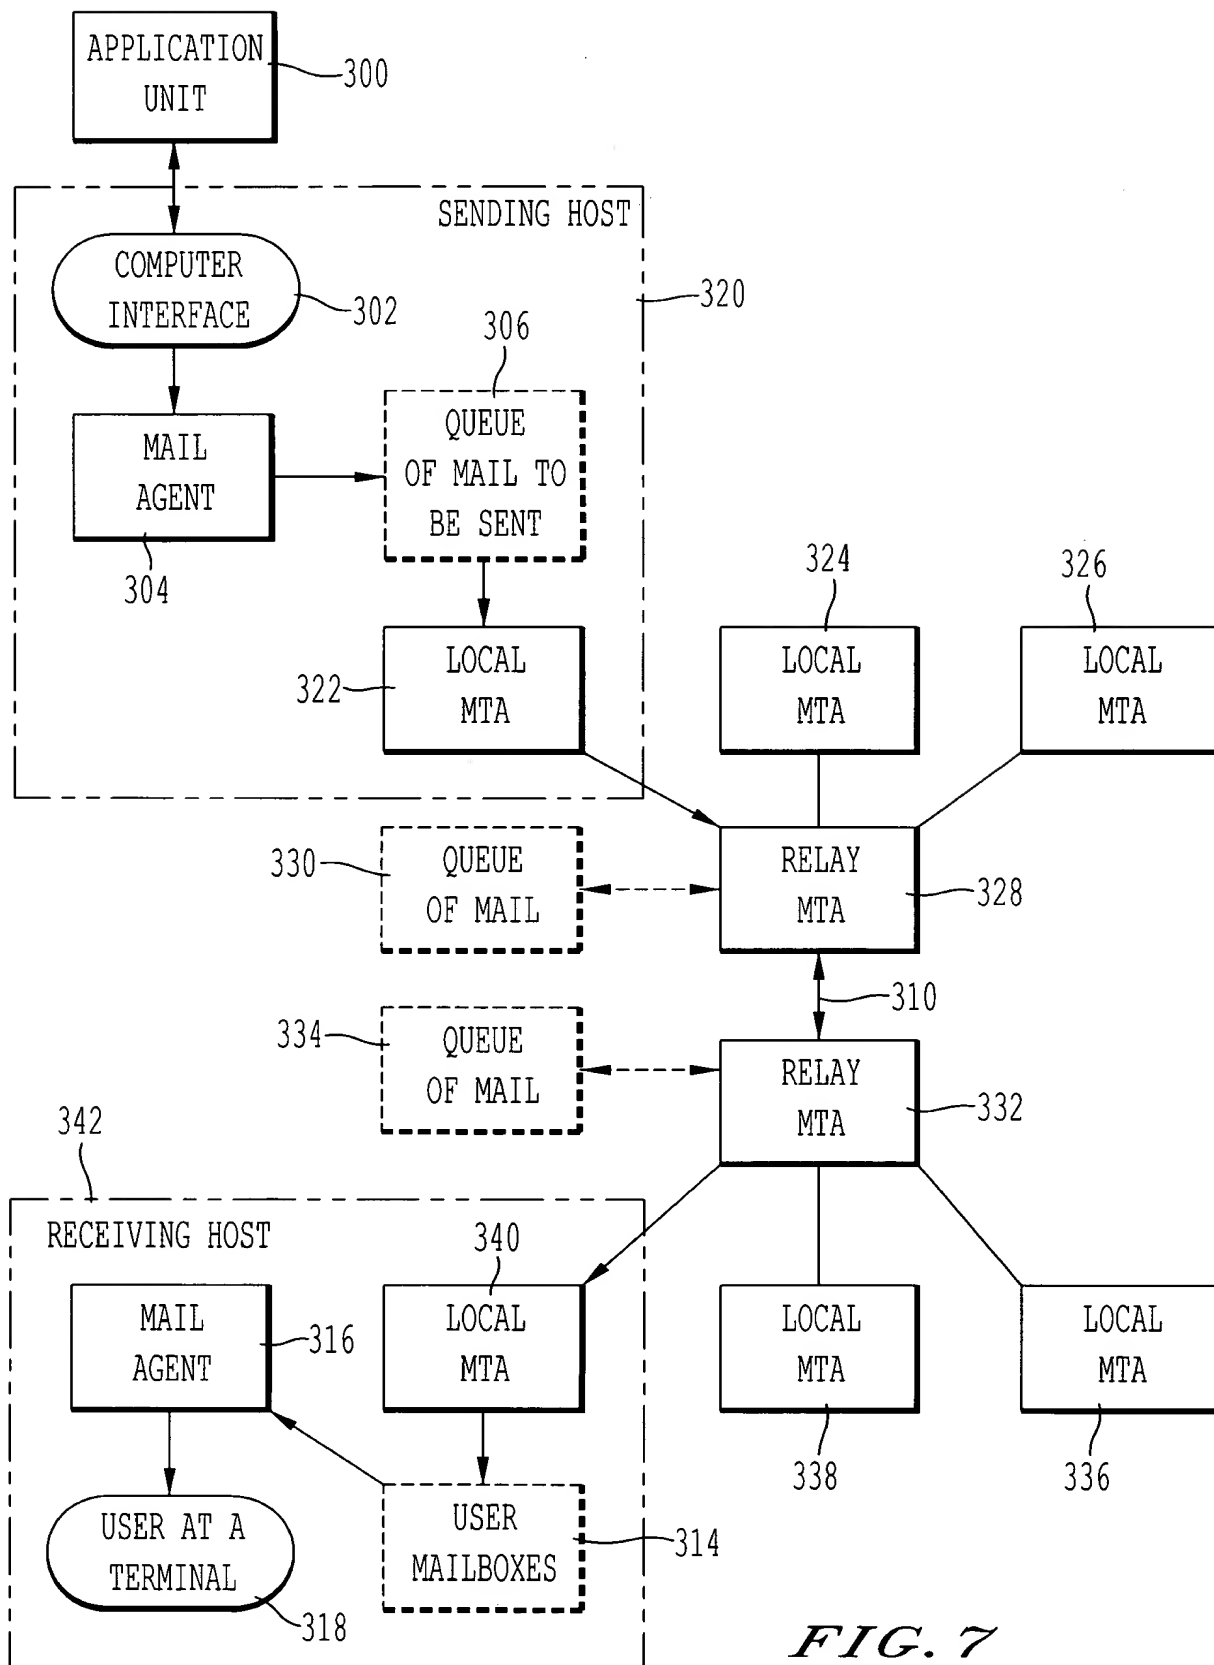 APPLICATION
UNIT
300
SENDING HOST
COMPUTER
INTERFACE
302
320
306
QUEUE
OF MAIL TO
BE SENT
MAIL
AGENT
304
324
326
322
LOCAL
MTA
LOCAL
MTA
LOCAL
MTA
330
QUEUE
OF MAIL
RELAY
MTA
328
310
334
QUEUE
OF MAIL
RELAY
MTA
332
342
RECEIVING HOST
340
MAIL
AGENT
316
LOCAL
MTA
LOCAL
MTA
LOCAL
MTA
338
336
USER AT A
TERMINAL
318
USER
MAILBOXES
314
FIG. 7